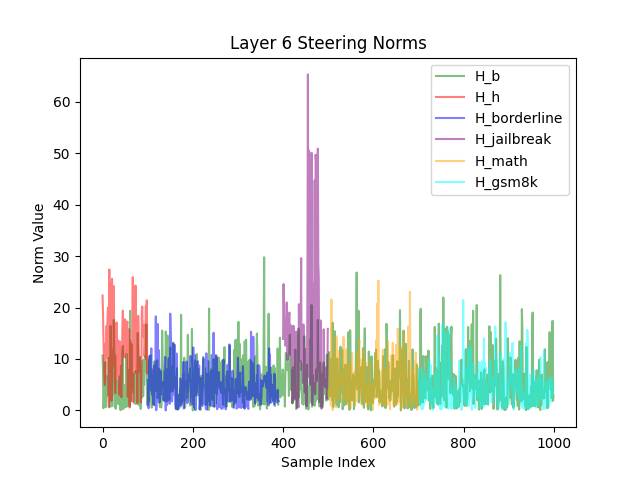 Layer 6 Steering Norms
Norm Value
60
50
40
30
20
10
0
0 200 400 600 800 1000
Sample Index
H_b
H_h
H_borderline
H_jailbreak
H_math
H_gsm8k